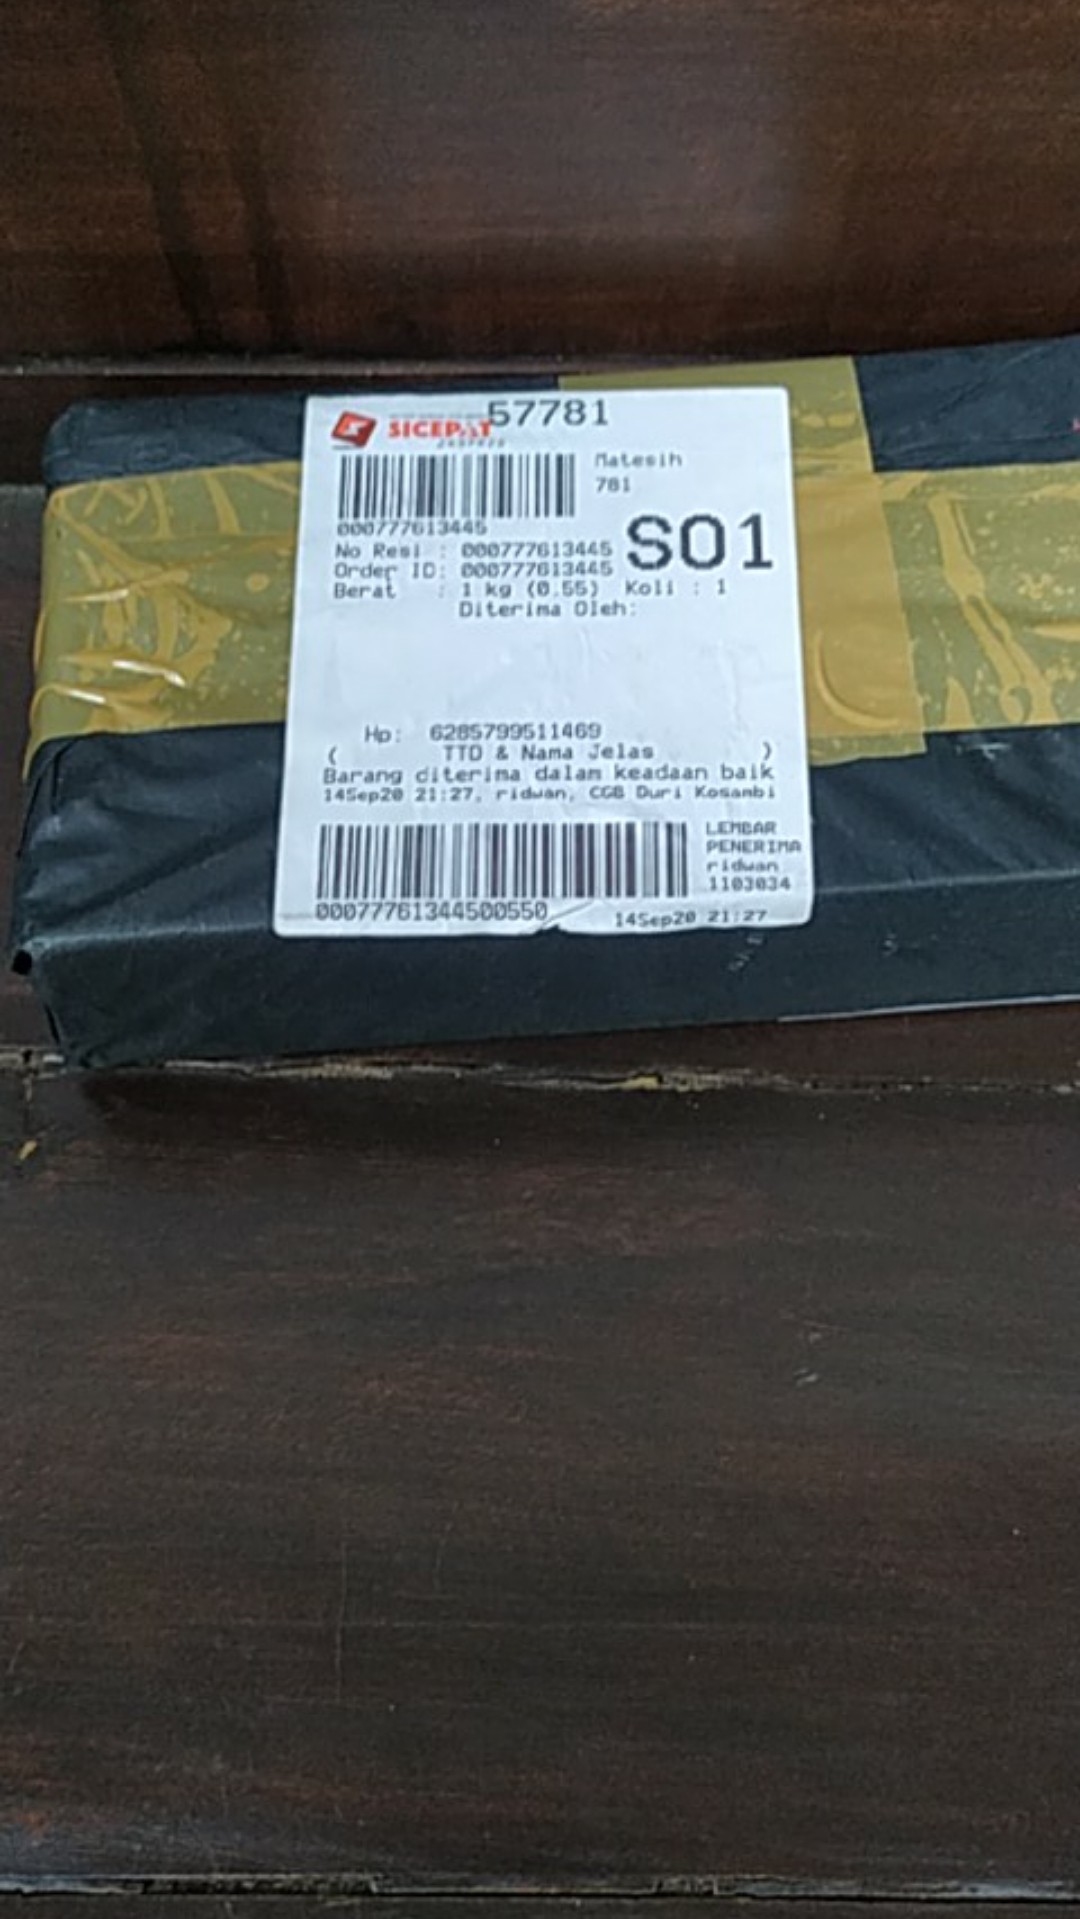 SICEPAT 57781
Matesih
781
000777613445
No Resi : 000777613445
S01
Order ID: 000777613445
Berat : 1 kg (0.55) Koli : 1
Diterima Oleh:
Hp: 6285799511469
( TTD & Nama Jelas )
Barang diterima dalam keadaan baik
14Sep20 21:27, ridwan, CGB Duri Kosambi
LEMBAR
PENERIMA
ridwan
1103034
00077761344500550
14Sep20 21:27